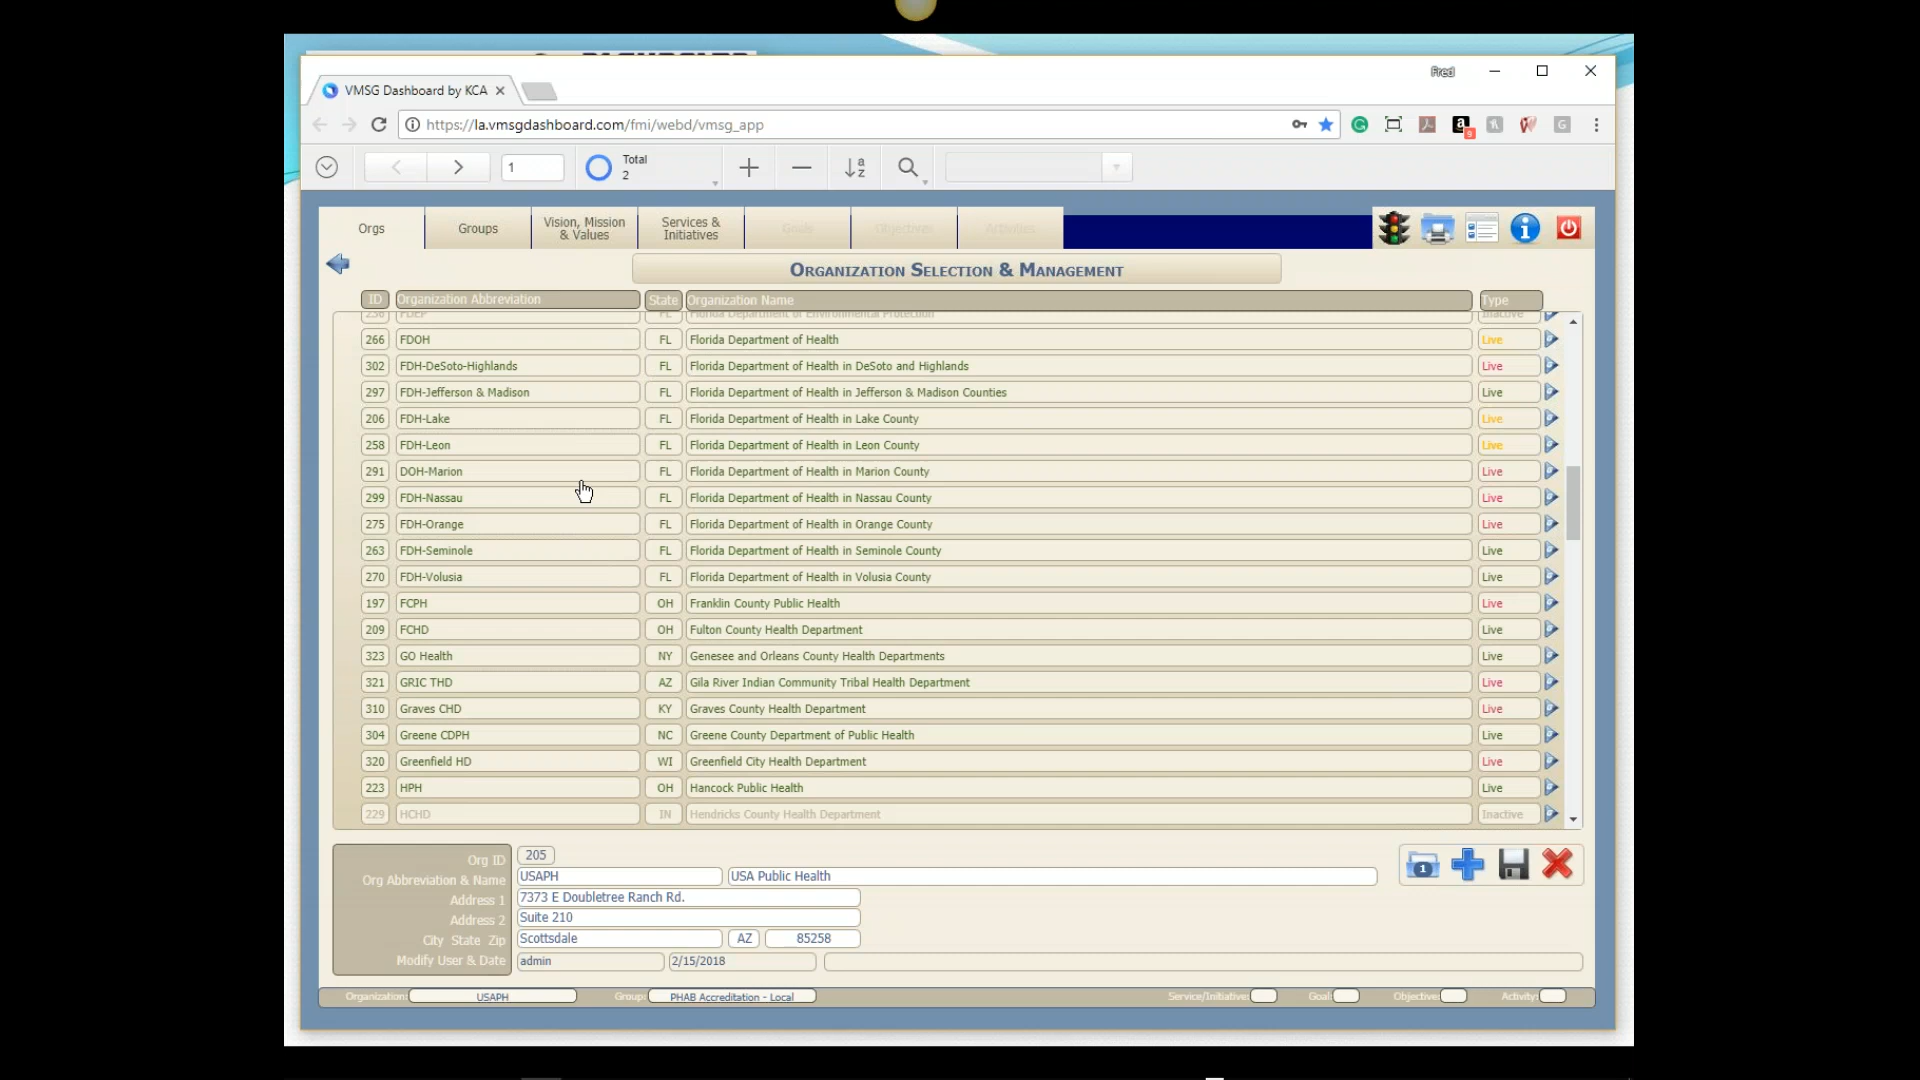 Fred
VMSG Dashboard by KCA
https://la.vmsgdashboard.com/fmi/webd/vmsg_app
1 Total 2
Orgs Groups Vision, Mission & Values Services & Initiatives Goals Objectives Activities
Organization Selection & Management
ID Organization Abbreviation State Organization Name Type
FDEP FL Florida Department of Environmental Protection Inactive
266 FDOH FL Florida Department of Health Live
302 FDH-DeSoto-Highlands FL Florida Department of Health in DeSoto and Highlands Live
297 FDH-Jefferson & Madison FL Florida Department of Health in Jefferson & Madison Counties Live
206 FDH-Lake FL Florida Department of Health in Lake County Live
258 FDH-Leon FL Florida Department of Health in Leon County Live
291 DOH-Marion FL Florida Department of Health in Marion County Live
299 FDH-Nassau FL Florida Department of Health in Nassau County Live
275 FDH-Orange FL Florida Department of Health in Orange County Live
263 FDH-Seminole FL Florida Department of Health in Seminole County Live
270 FDH-Volusia FL Florida Department of Health in Volusia County Live
197 FCPH OH Franklin County Public Health Live
209 FCHD OH Fulton County Health Department Live
323 GO Health NY Genesee and Orleans County Health Departments Live
321 GRIC THD AZ Gila River Indian Community Tribal Health Department Live
310 Graves CHD KY Graves County Health Department Live
304 Greene CDPH NC Greene County Department of Public Health Live
320 Greenfield HD WI Greenfield City Health Department Live
223 HPH OH Hancock Public Health Live
229 HCHD IN Hendricks County Health Department Inactive
Org ID 205
Org Abbreviation & Name USAPH USA Public Health
Address 1 7373 E Doubletree Ranch Rd.
Address 2 Suite 210
City State Zip Scottsdale AZ 85258
Modify User & Date admin 2/15/2018
Organization: USAPH Group: PHAB Accreditation - Local Service/Initiative: Goal: Objective: Activity: